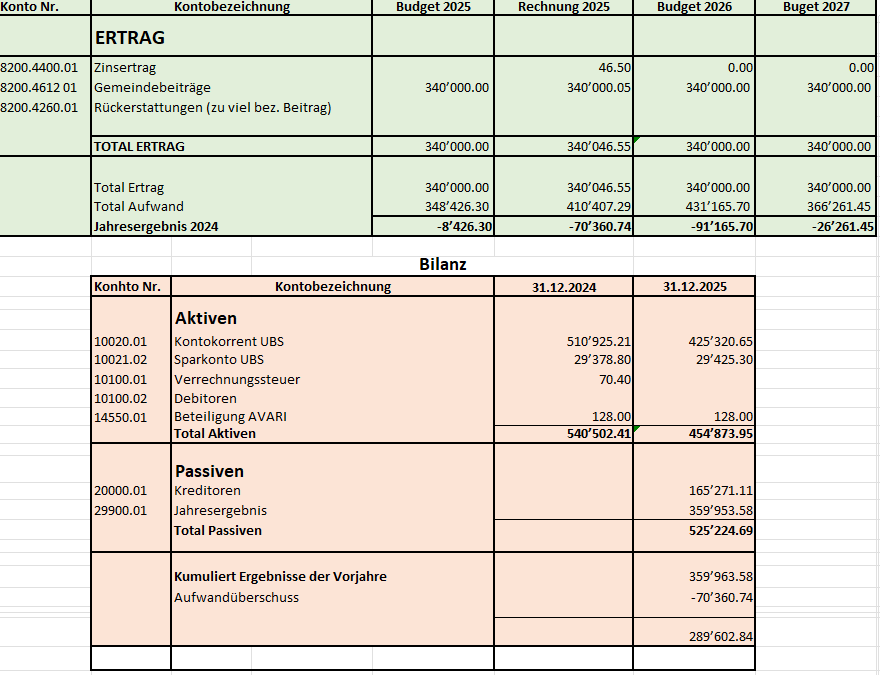 Konto Nr. Kontobezeichnung Budget 2025 Rechnung 2025 Budget 2026 Buget 2027
ERTRAG
8200.4400.01 Zinsertrag 46.50 0.00 0.00
8200.4612 01 Gemeindebeiträge 340’000.00 340’000.05 340’000.00 340’000.00
8200.4260.01 Rückerstattungen (zu viel bez. Beitrag)
TOTAL ERTRAG 340’000.00 340’046.55 340’000.00 340’000.00
Total Ertrag 340’000.00 340’046.55 340’000.00 340’000.00
Total Aufwand 348’426.30 410’407.29 431’165.70 366’261.45
Jahresergebnis 2024 -8’426.30 -70’360.74 -91’165.70 -26’261.45
Bilanz
Konhto Nr. Kontobezeichnung 31.12.2024 31.12.2025
Aktiven
10020.01 Kontokorrent UBS 510’925.21 425’320.65
10021.02 Sparkonto UBS 29’378.80 29’425.30
10100.01 Verrechnungssteuer 70.40
10100.02 Debitoren
14550.01 Beteiligung AVARI 128.00 128.00
Total Aktiven 540’502.41 454’873.95
Passiven
20000.01 Kreditoren 165’271.11
29900.01 Jahresergebnis 359’953.58
Total Passiven 525’224.69
Kumuliert Ergebnisse der Vorjahre 359’963.58
Aufwandüberschuss -70’360.74
289’602.84